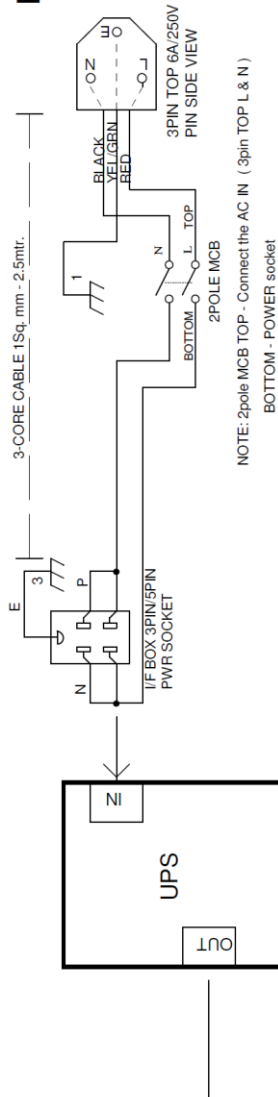 3-CORE CABLE 1Sq. mm - 2.5mtr.
E
3
1
N
P
I/F BOX 3PIN/5PIN
PWR SOCKET
BLACK
YEL/GRN
RED
N
E
L
3PIN TOP 6A/250V
PIN SIDE VIEW
N
L
TOP
BOTTOM
2POLE MCB
NOTE: 2pole MCB TOP - Connect the AC IN ( 3pin TOP L & N )
BOTTOM - POWER socket
IN
UPS
OUT